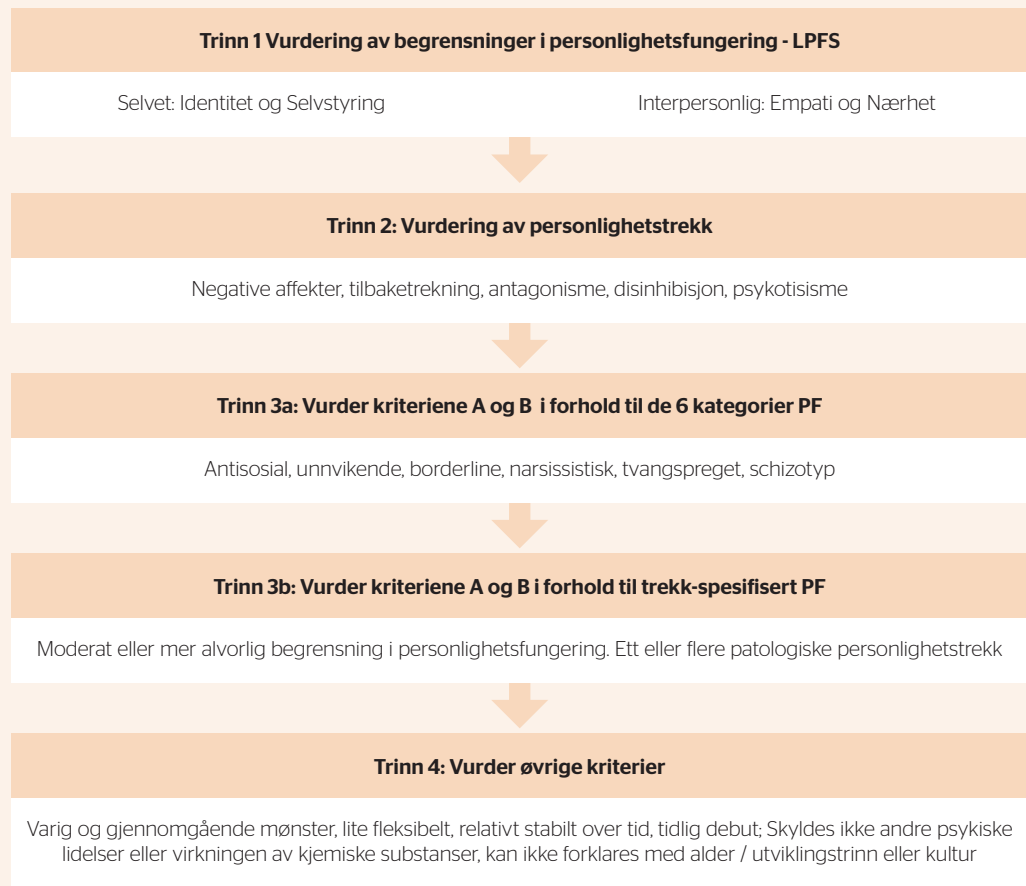 Trinn 1 Vurdering av begrensninger i personlighetsfungering - LPFS
Selvet: Identitet og Selvstyring
Interpersonlig: Empati og Nærhet
Trinn 2: Vurdering av personlighetstrekk
Negative affekter, tilbaketrekning, antagonisme, disinhibisjon, psykotisisme
Trinn 3a: Vurder kriteriene A og B i forhold til de 6 kategorier PF
Antisosial, unnvikende, borderline, narsissistisk, tvangspreget, schizotyp
Trinn 3b: Vurder kriteriene A og B i forhold til trekk-spesifisert PF
Moderat eller mer alvorlig begrensning i personlighetsfungering. Ett eller flere patologiske personlighetstrekk
Trinn 4: Vurder øvrige kriterier
Varig og gjennomgående mønster, lite fleksibelt, relativt stabilt over tid, tidlig debut; Skyldes ikke andre psykiske
lidelser eller virkningen av kjemiske substanser, kan ikke forklares med alder / utviklingstrinn eller kultur